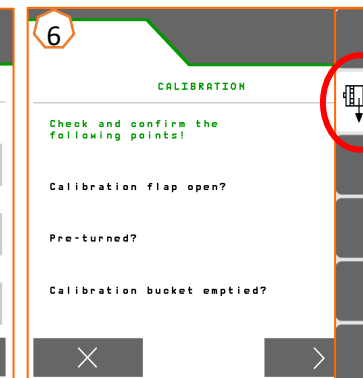 6
CALIBRATION
Check and confirm the
following points!
Calibration flap open?
Pre-turned?
Calibration bucket emptied?